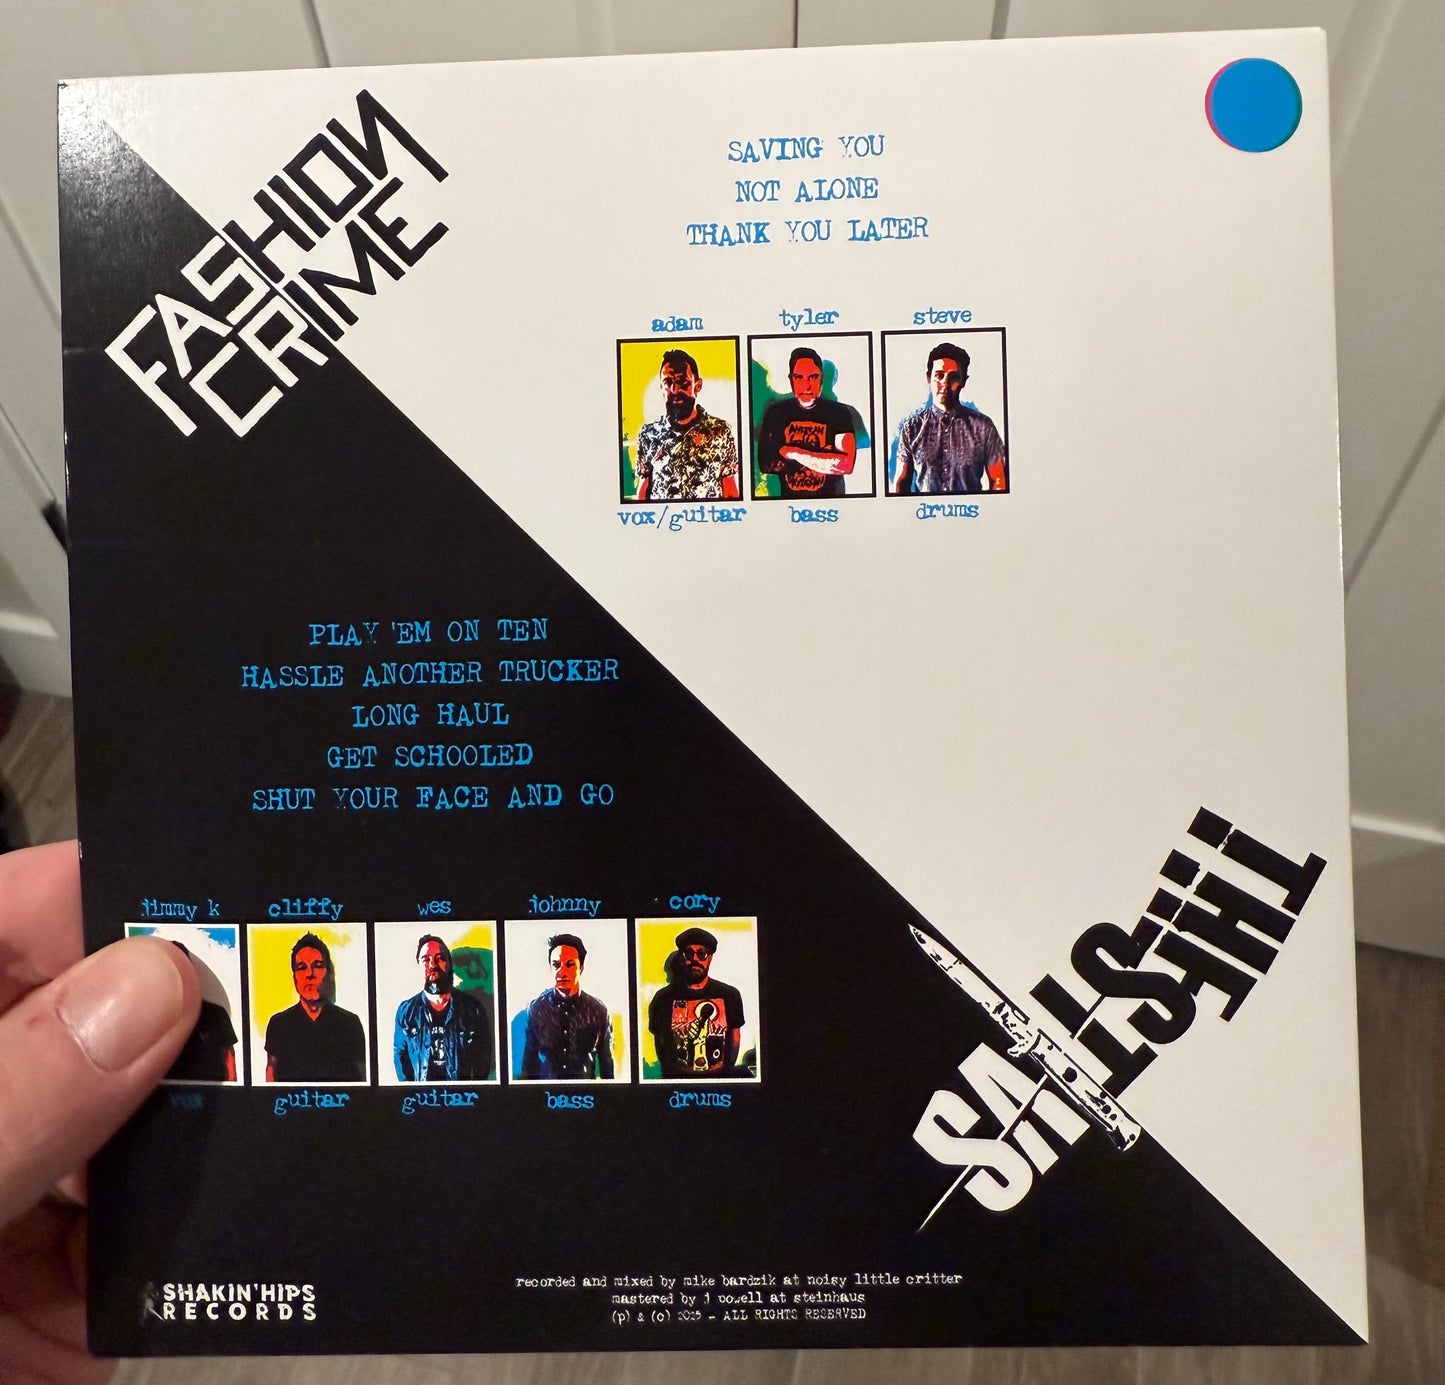 FASHION
CRIME
SAVING YOU
NOT ALONE
THANK YOU LATER
adam tyler steve
vox/guitar bass drums
PLAY 'EM ON TEN
HASSLE ANOTHER TRUCKER
LONG HAUL
GET SCHOOLED
SHUT YOUR FACE AND GO
jimmy k cliffy wes johnny cory
vox guitar guitar bass drums
SHAKIN' HIPS
RECORDS
recorded and mixed by mike bardzik at noisy little critter
mastered by j powell at steinhaus
(p) & (c) 2025 - ALL RIGHTS RESERVED